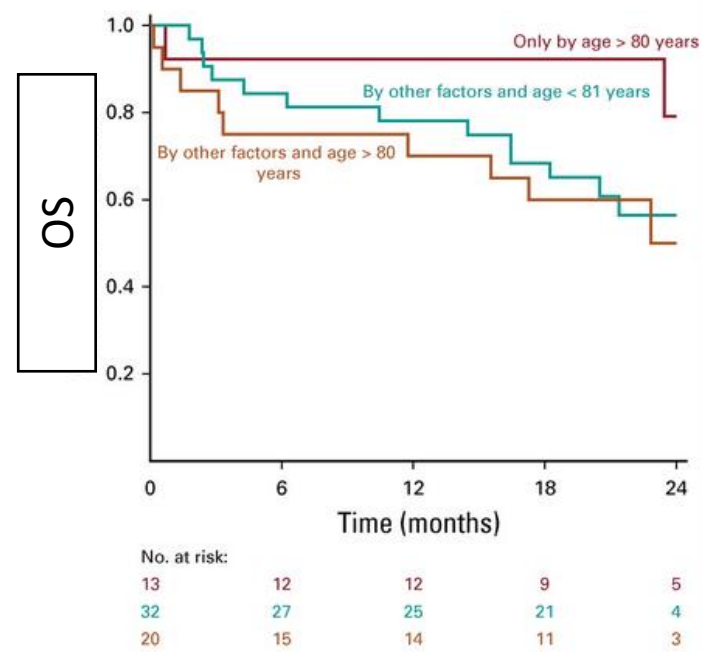 OS
1.0
0.8
0.6
0.4
0.2
Only by age > 80 years
By other factors and age < 81 years
By other factors and age > 80
years
0 6 12 18 24
Time (months)
No. at risk:
13 12 12 9 5
32 27 25 21 4
20 15 14 11 3